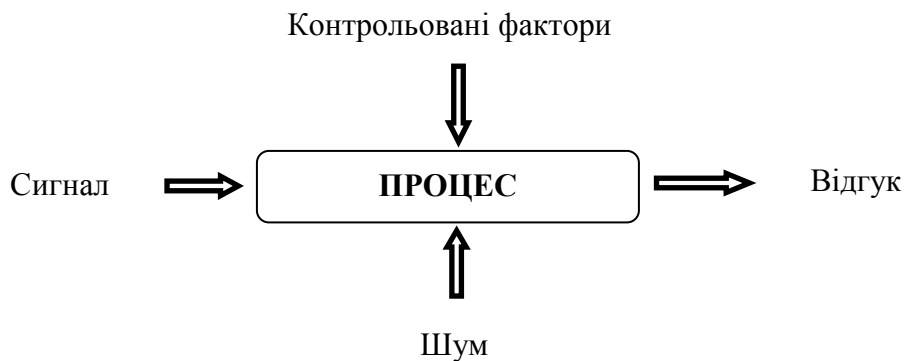 Контрольовані фактори
Сигнал
ПРОЦЕС
Відгук
Шум